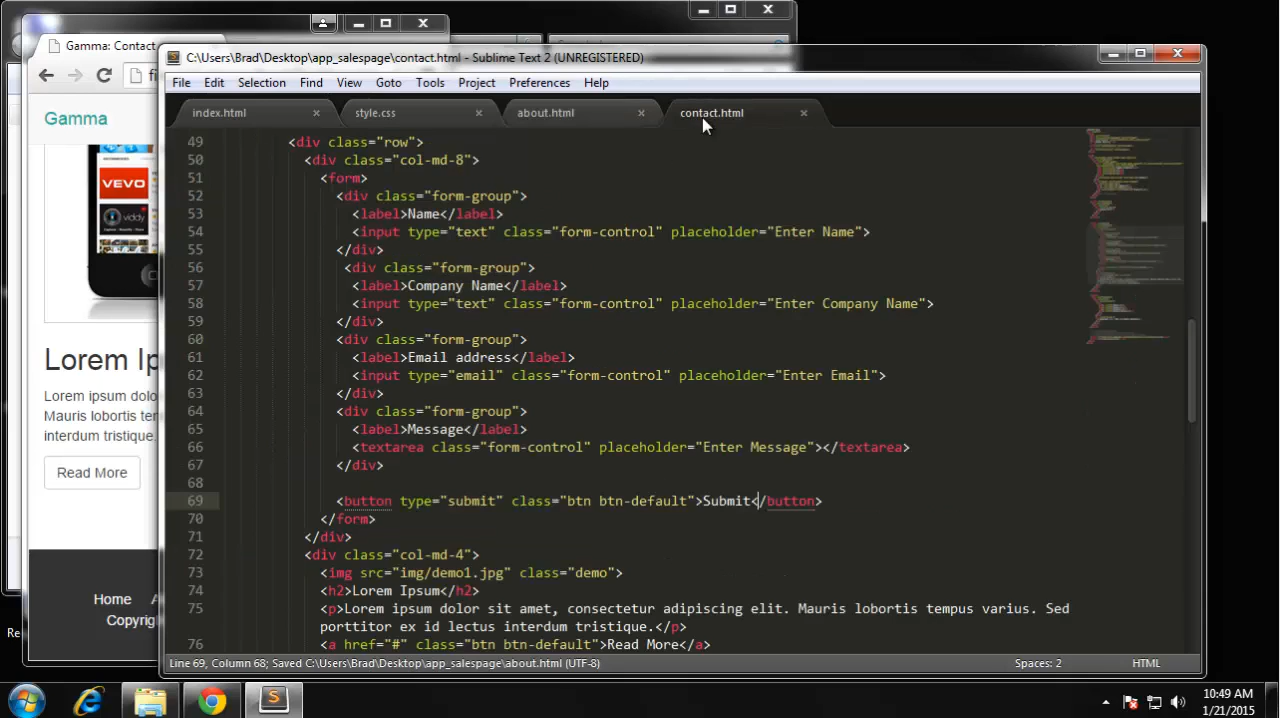 Gamma: Contact
C:\Users\Brad\Desktop\app_salespage\contact.html - Sublime Text 2 (UNREGISTERED)
File Edit Selection Find View Goto Tools Project Preferences Help
index.html × style.css × about.html × contact.html ×
Gamma
VEVO
viddy
Lorem Ip
Lorem ipsum dolo
Mauris lobortis ten
interdum tristique.
Read More
Home A
Copyrig
Re
49 <div class="row">
50 <div class="col-md-8">
51 <form>
52 <div class="form-group">
53 <label>Name</label>
54 <input type="text" class="form-control" placeholder="Enter Name">
55 </div>
56 <div class="form-group">
57 <label>Company Name</label>
58 <input type="text" class="form-control" placeholder="Enter Company Name">
59 </div>
60 <div class="form-group">
61 <label>Email address</label>
62 <input type="email" class="form-control" placeholder="Enter Email">
63 </div>
64 <div class="form-group">
65 <label>Message</label>
66 <textarea class="form-control" placeholder="Enter Message"></textarea>
67 </div>
68
69 <button type="submit" class="btn btn-default">Submit</button>
70 </form>
71 </div>
72 <div class="col-md-4">
73 <img src="img/demo1.jpg" class="demo">
74 <h2>Lorem Ipsum</h2>
75 <p>Lorem ipsum dolor sit amet, consectetur adipiscing elit. Mauris lobortis tempus varius. Sed
porttitor ex id lectus interdum tristique.</p>
76 <a href="#" class="btn btn-default">Read More</a>
Line 69, Column 68; Saved C:\Users\Brad\Desktop\app_salespage\about.html (UTF-8) Spaces: 2 HTML
10:49 AM
1/21/2015